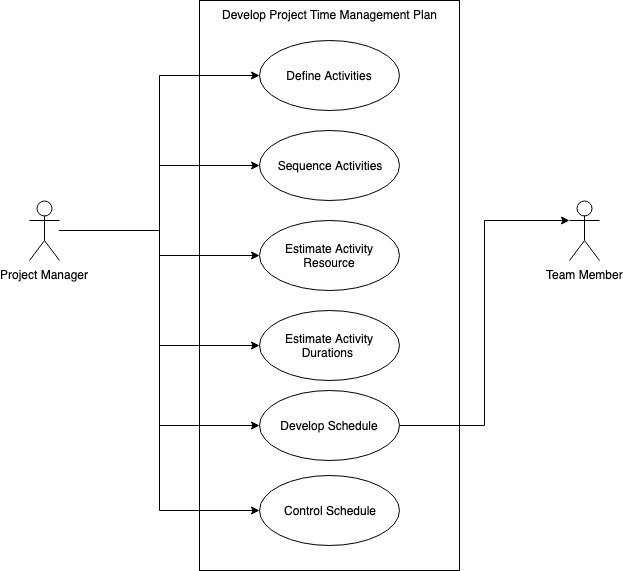 Develop Project Time Management Plan
Define Activities
Sequence Activities
Estimate Activity
Resource
Project Manager
Team Member
Estimate Activity
Durations
Develop Schedule
Control Schedule